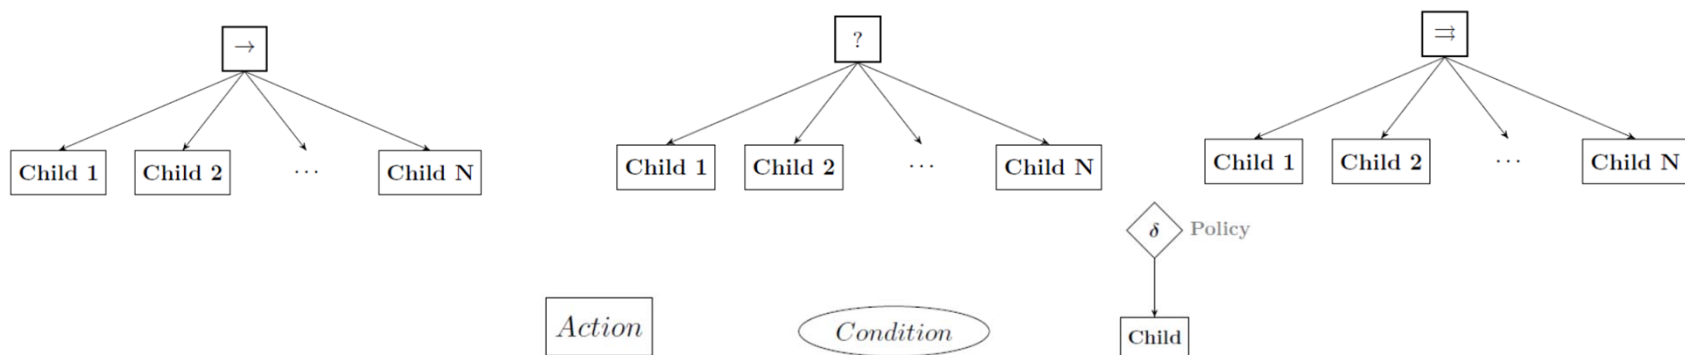 →
?
⇉
Child 1 Child 2 ... Child N
Child 1 Child 2 ... Child N
Child 1 Child 2 ... Child N
δ Policy
Action
Condition
Child